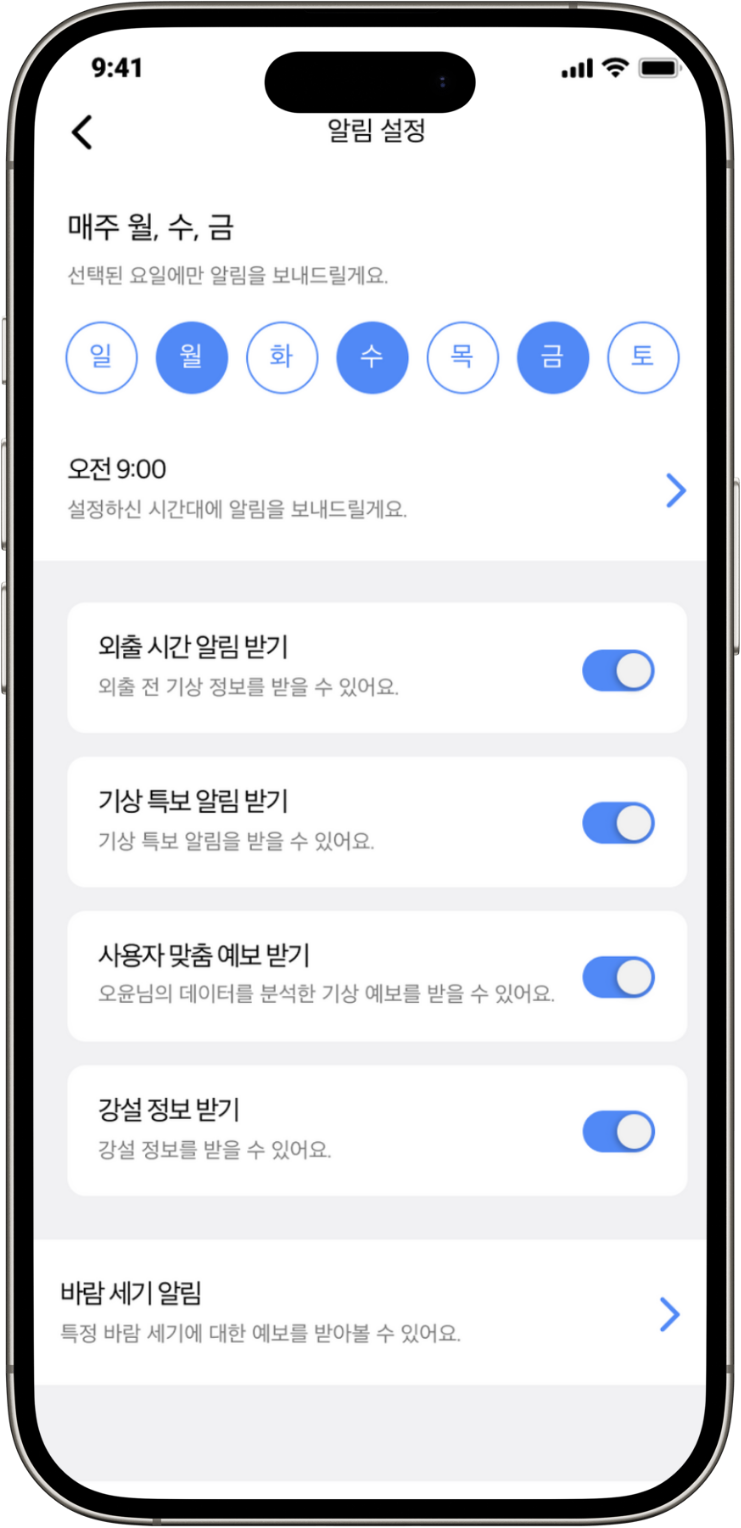 9:41
알림 설정
매주 월, 수, 금
선택된 요일에만 알림을 보내드릴게요.
일 월 화 수 목 금 토
오전 9:00
설정하신 시간대에 알림을 보내드릴게요.
외출 시간 알림 받기
외출 전 기상 정보를 받을 수 있어요.
기상 특보 알림 받기
기상 특보 알림을 받을 수 있어요.
사용자 맞춤 예보 받기
오윤님의 데이터를 분석한 기상 예보를 받을 수 있어요.
강설 정보 받기
강설 정보를 받을 수 있어요.
바람 세기 알림
특정 바람 세기에 대한 예보를 받아볼 수 있어요.